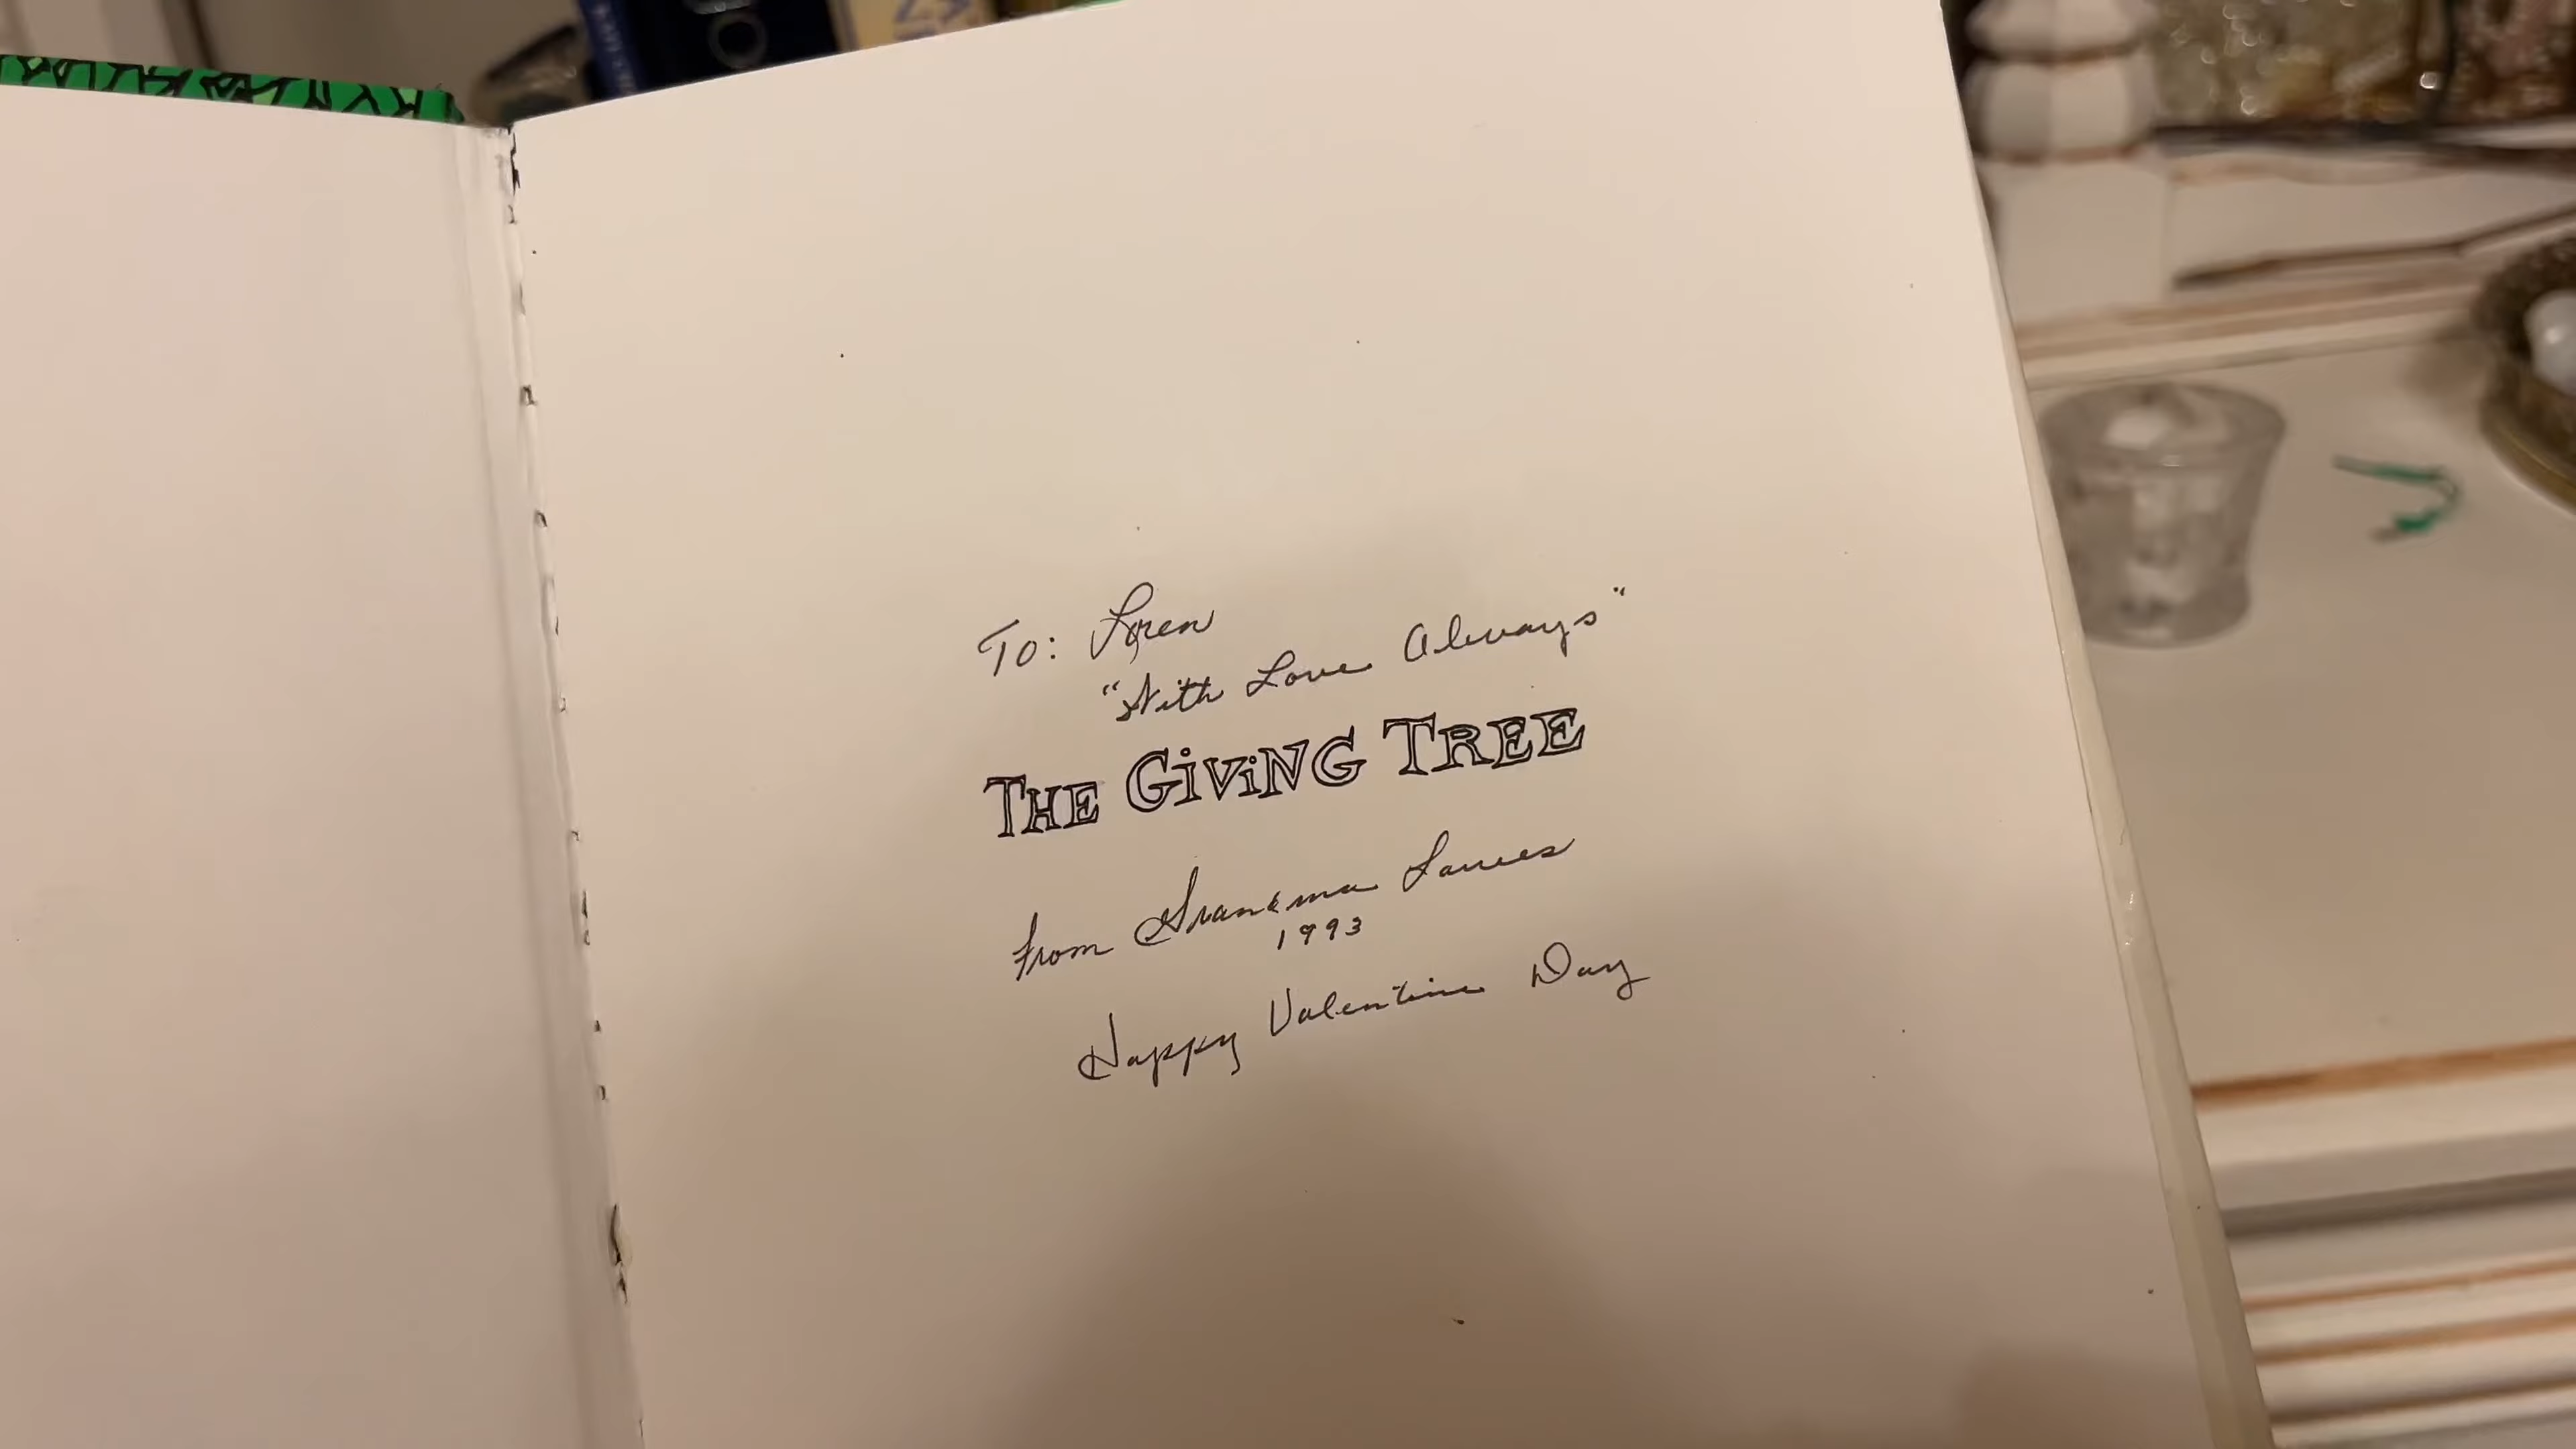 To: Loren
"With Love Always"
THE GiViNG TREE
from Grandma
1993
Happy Valentine Day